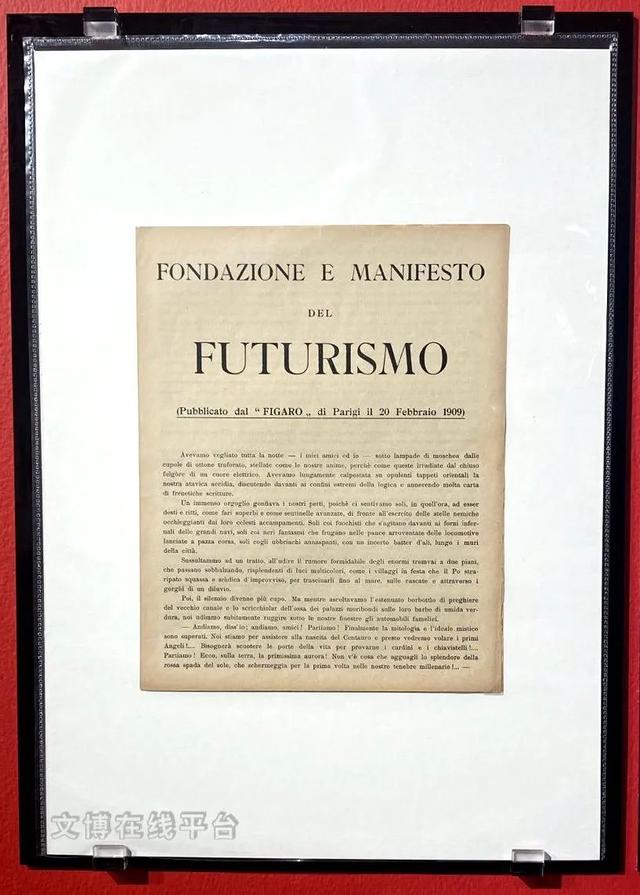 FONDAZIONE E MANIFESTO
DEL
FUTURISMO
(Pubblicato dal “ FIGARO „ di Parigi il 20 Febbraio 1909)
Avevamo vegliato tutta la notte — i miei amici ed io — sotto lampade di moschea dalle
cupole di ottone traforato, stellate come le nostre anime, perchè come queste irradiate dal chiuso
fulgòre di un cuore elettrico. Avevamo lungamente calpestata su opulenti tappeti orientali la
nostra atavica accidia, discutendo davanti ai confini estremi della logica e annerendo molta carta
di frenetiche scritture.
Un immenso orgoglio gonfiava i nostri petti, poichè ci sentivamo soli, in quell'ora, ad esser
desti e ritti, come fari superbi e come sentinelle avanzate, di fronte all'esercito delle stelle nemiche
occhieggianti dai loro celesti accampamenti. Soli coi fuochisti che s'agitano davanti ai forni infer-
nali delle grandi navi, soli coi neri fantasmi che frugano nelle pance arroventate delle locomotive
lanciate a pazza corsa, soli cogli ubbriachi annaspanti, con un incerto batter d'ali, lungo i muri
della città.
Sussultammo ad un tratto, all'udire il rumore formidabile degli enormi tramvai a due piani,
che passano sobbalzando, risplendenti di luci multicolori, come i villaggi in festa che il Po stra-
ripato squassa e sràdica d'improvviso, per trascinarli fino al mare, sulle cascate e attraverso i
gorghi di un diluvio.
Poi, il silenzio divenne più cupo. Ma mentre ascoltavamo l'estenuato borbottìo di preghiere
del vecchio canale e lo scricchiolar dell'ossa dei palazzi moribondi sulle loro barbe di umida ver-
dura, noi udimmo subitamente ruggire sotto le nostre finestre gli automobili famelici.
— Andiamo, diss'io; andiamo, amici! Partiamo! Finalmente la mitologia e l'ideale mistico
sono superati. Noi stiamo per assistere alla nascita del Centauro e presto vedremo volare i primi
Angeli!... Bisognerà scuotere le porte della vita per provarne i cardini e i chiavistelli!...
Partiamo! Ecco, sulla terra, la primissima aurora! Non v'è cosa che agguagli lo splendore della
rossa spada del sole, che schermeggia per la prima volta nelle nostre tenebre millenarie!... —
文博在线平台